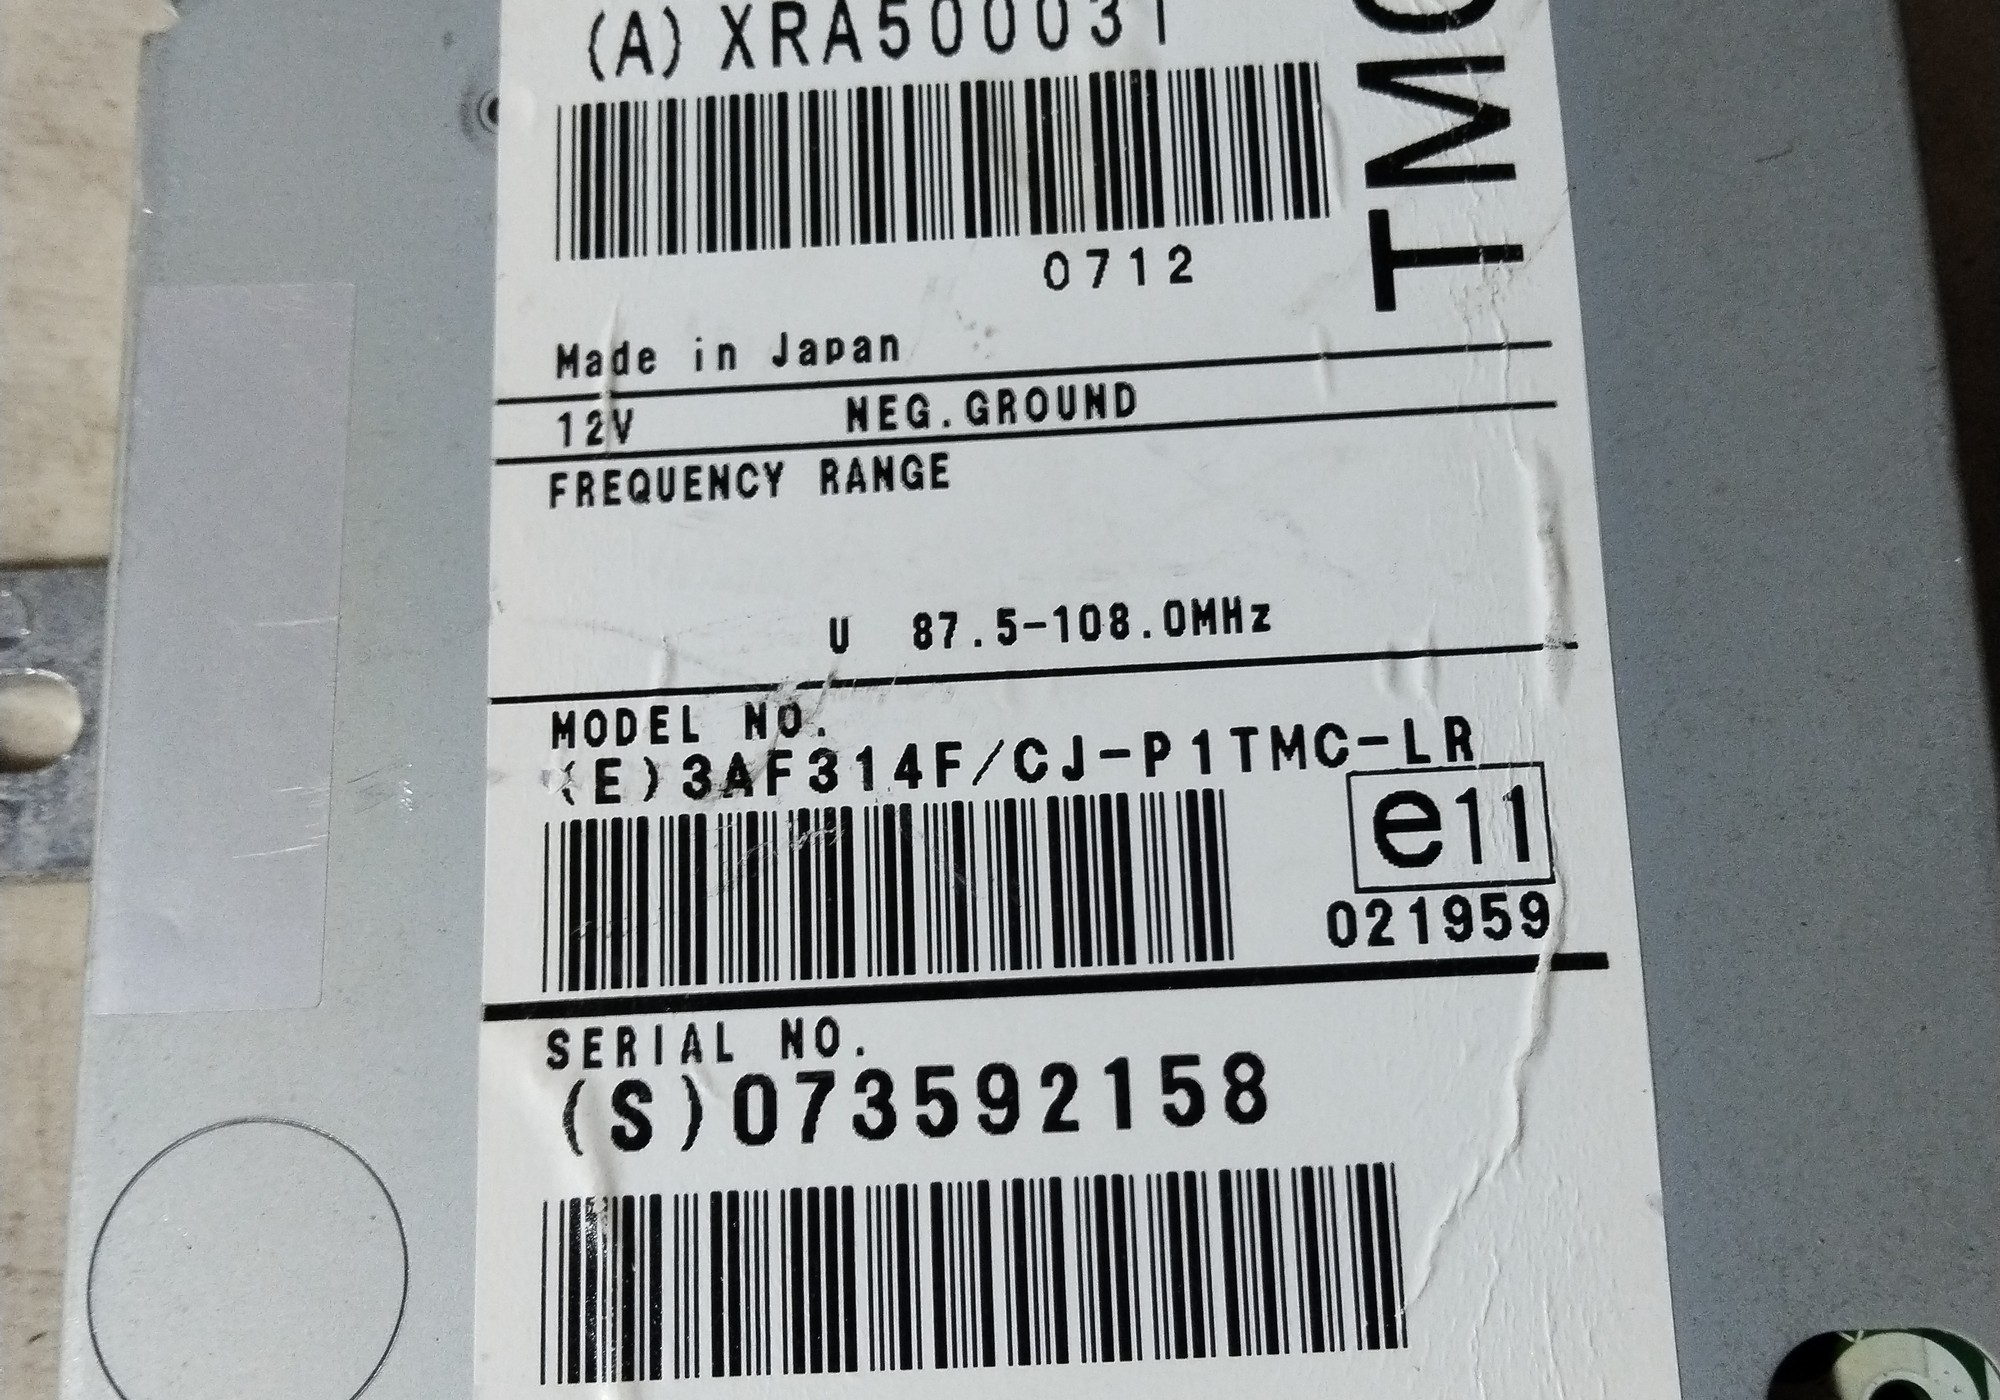 (A) XRA500031
TMC
0712
Made in Japan
12V NEG.GROUND
FREQUENCY RANGE
U 87.5-108.0MHz
MODEL NO.
(E)3AF314F/CJ-P1TMC-LR
e11
021959
SERIAL NO.
(S)073592158